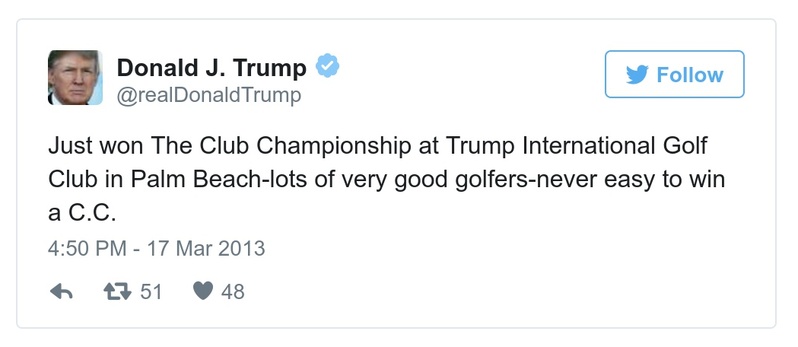 Donald J. Trump
@realDonaldTrump
Follow
Just won The Club Championship at Trump International Golf
Club in Palm Beach-lots of very good golfers-never easy to win
a C.C.
4:50 PM - 17 Mar 2013
51 48